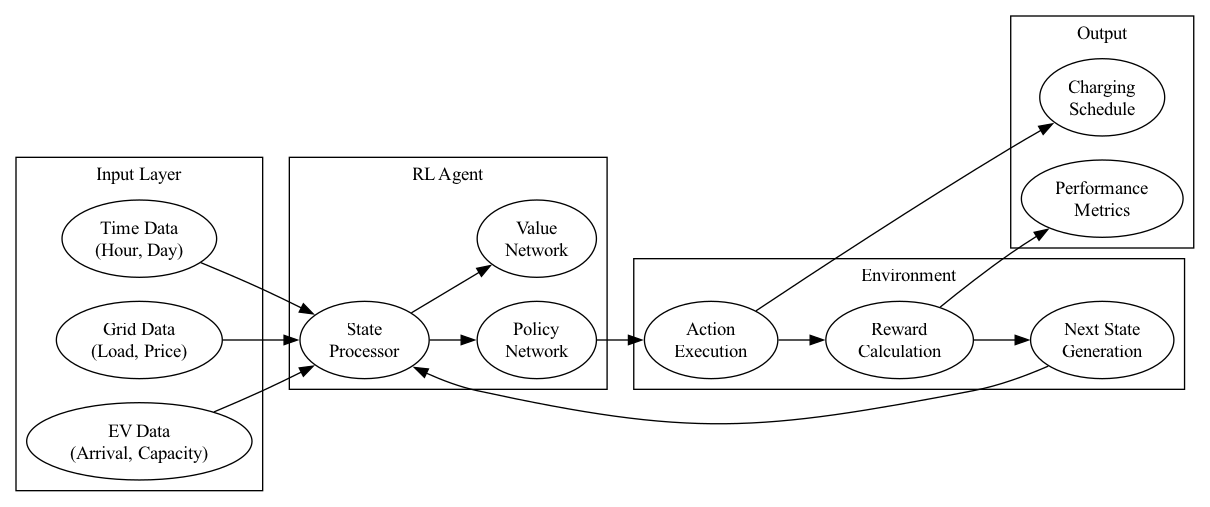 Input Layer
Time Data
(Hour, Day)
Grid Data
(Load, Price)
EV Data
(Arrival, Capacity)
RL Agent
Value
Network
State
Processor
Policy
Network
Environment
Action
Execution
Reward
Calculation
Next State
Generation
Output
Charging
Schedule
Performance
Metrics